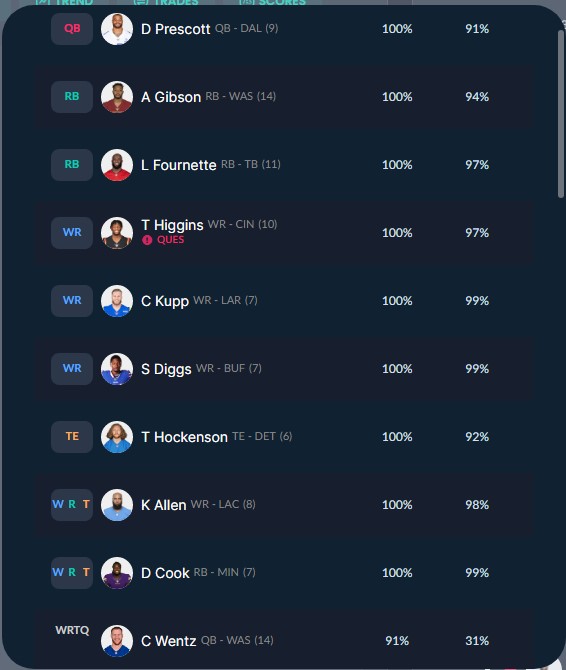 TREND TRADES SCORES
QB D Prescott QB - DAL (9) 100% 91%
RB A Gibson RB - WAS (14) 100% 94%
RB L Fournette RB - TB (11) 100% 97%
WR T Higgins WR - CIN (10) 100% 97%
QUES
WR C Kupp WR - LAR (7) 100% 99%
WR S Diggs WR - BUF (7) 100% 99%
TE T Hockenson TE - DET (6) 100% 92%
W R T K Allen WR - LAC (8) 100% 98%
W R T D Cook RB - MIN (7) 100% 99%
WRTQ C Wentz QB - WAS (14) 91% 31%